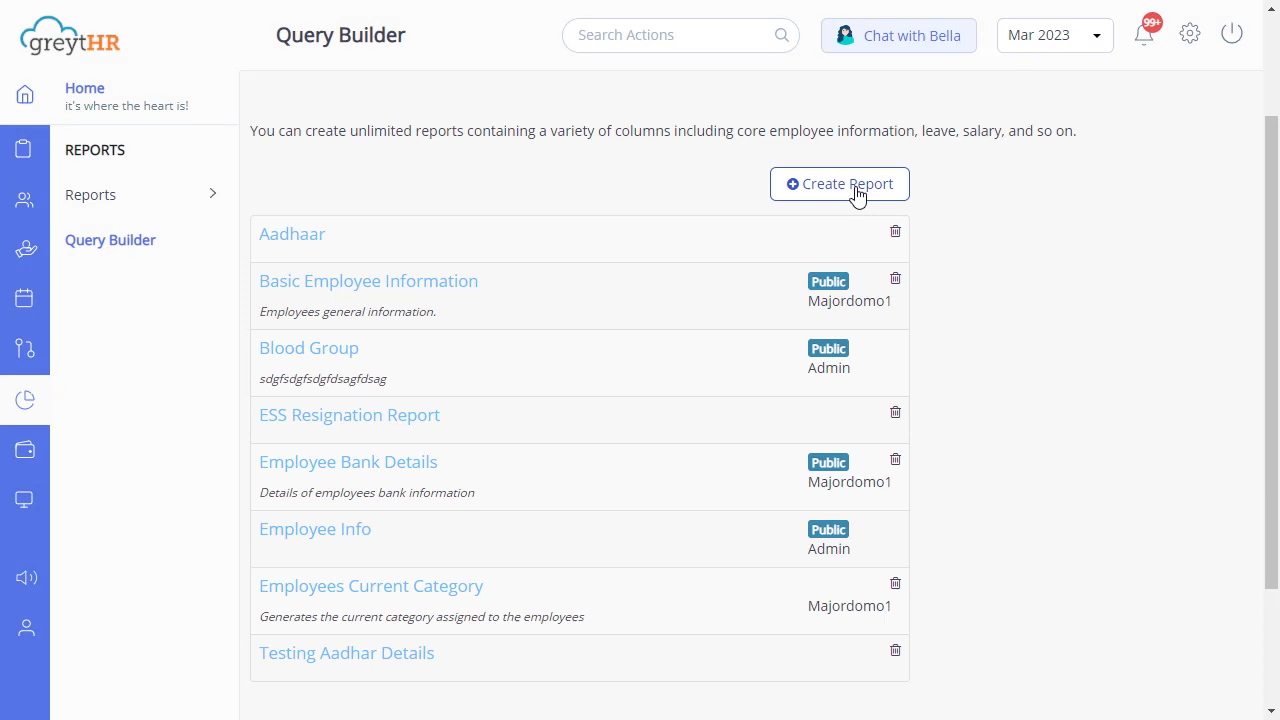 greytHR
Query Builder
Search Actions
Chat with Bella
Mar 2023
99+
Home
it's where the heart is!
REPORTS
Reports
Query Builder
You can create unlimited reports containing a variety of columns including core employee information, leave, salary, and so on.
Create Report
Aadhaar
Basic Employee Information
Public
Majordomo1
Employees general information.
Blood Group
Public
Admin
sdgfsdgfsdgfdsagfdsag
ESS Resignation Report
Employee Bank Details
Public
Majordomo1
Details of employees bank information
Employee Info
Public
Admin
Employees Current Category
Majordomo1
Generates the current category assigned to the employees
Testing Aadhar Details